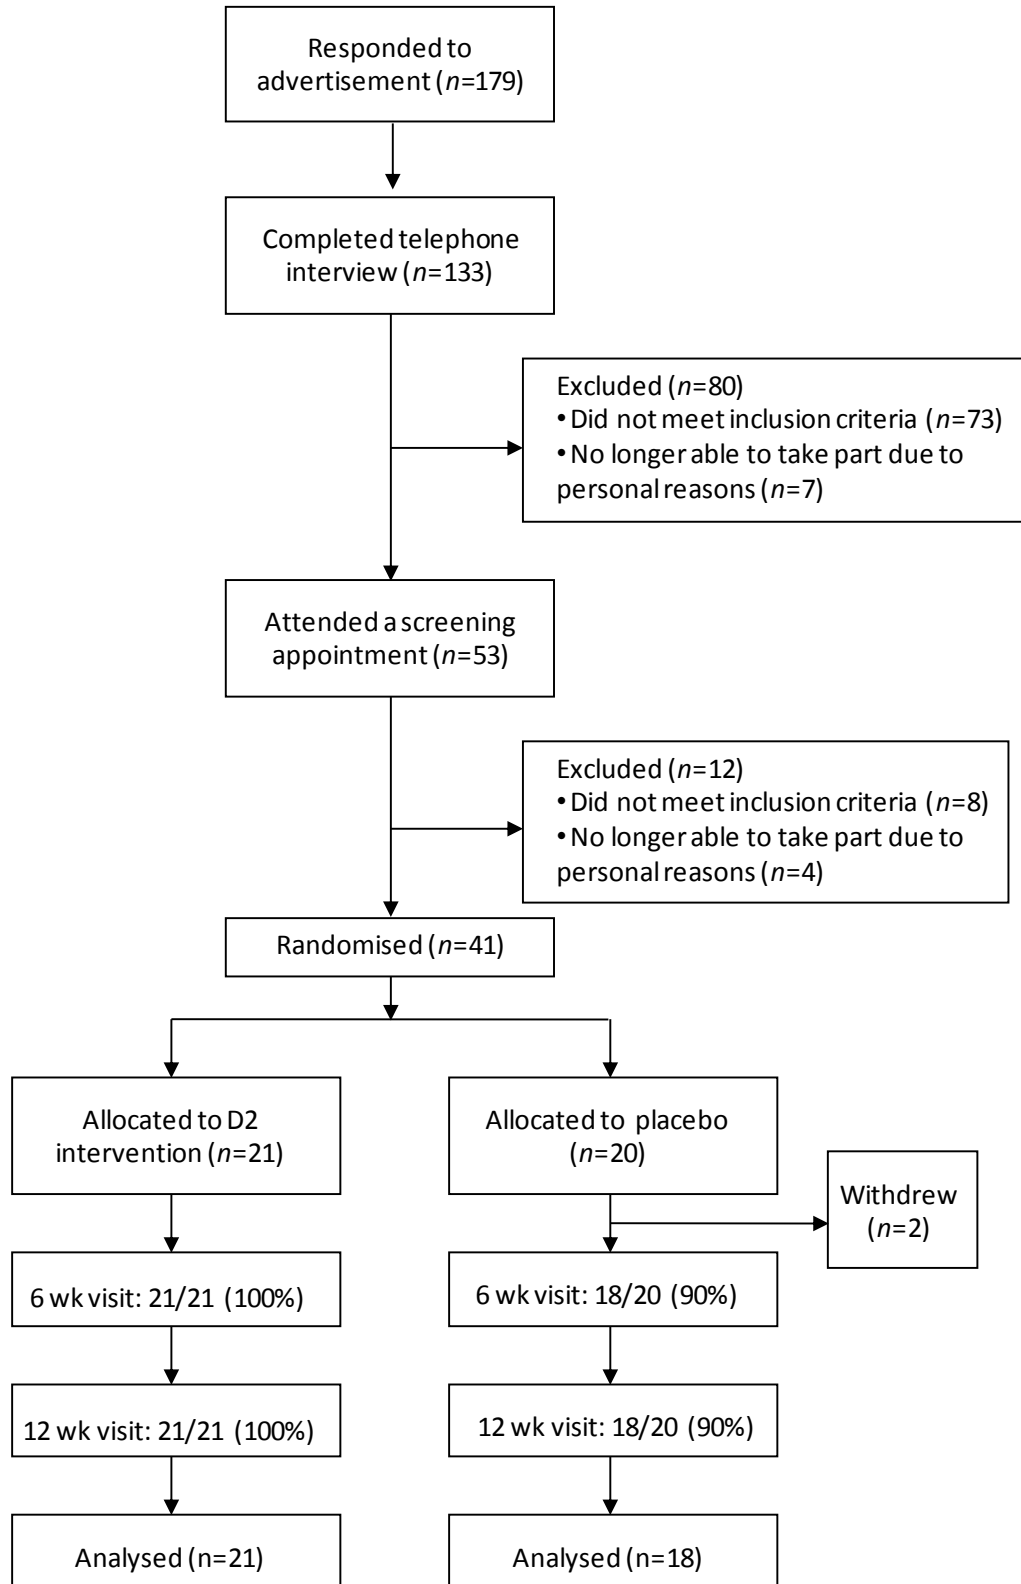 Responded to
advertisement (n=179)
Completed telephone
interview (n=133)
Excluded (n=80)
• Did not meet inclusion criteria (n=73)
• No longer able to take part due to
personal reasons (n=7)
Attended a screening
appointment (n=53)
Excluded (n=12)
• Did not meet inclusion criteria (n=8)
• No longer able to take part due to
personal reasons (n=4)
Randomised (n=41)
Allocated to D2
intervention (n=21)
Allocated to placebo
(n=20)
Withdrew
(n=2)
6 wk visit: 21/21 (100%)
6 wk visit: 18/20 (90%)
12 wk visit: 21/21 (100%)
12 wk visit: 18/20 (90%)
Analysed (n=21)
Analysed (n=18)